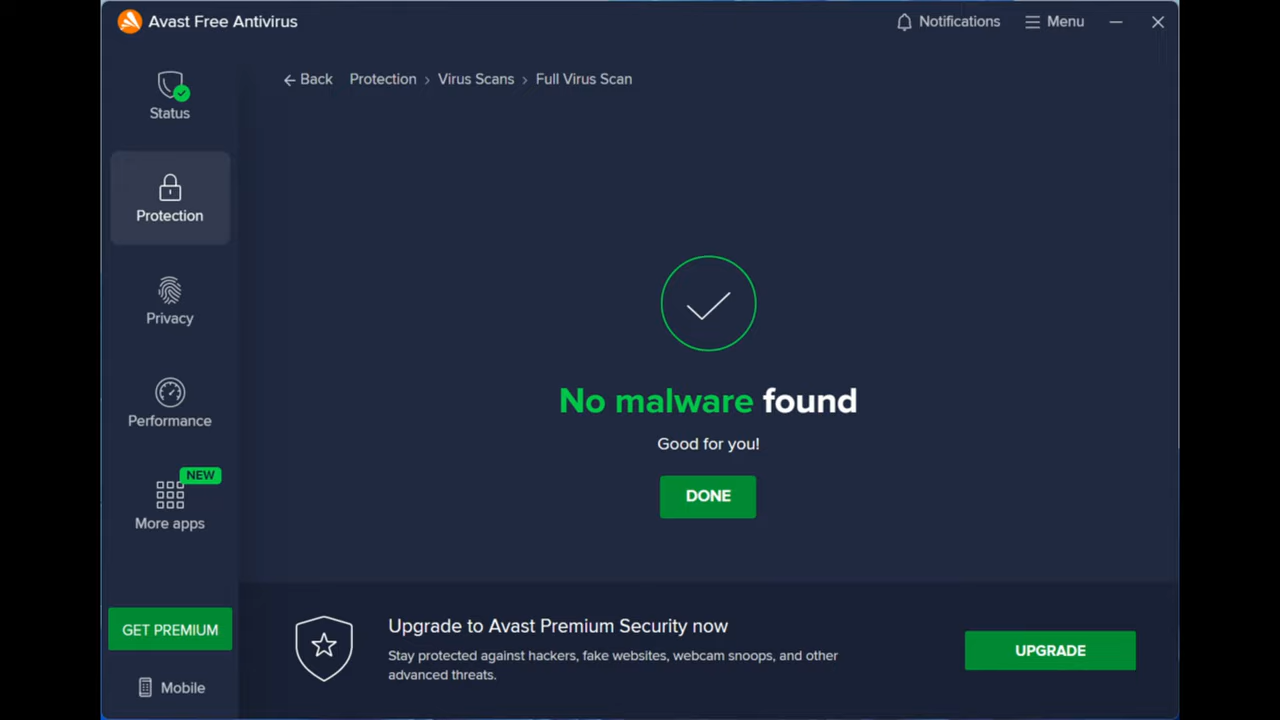 Avast Free Antivirus
Notifications
Menu
Back Protection > Virus Scans > Full Virus Scan
Status
Protection
Privacy
Performance
NEW
More apps
GET PREMIUM
Mobile
No malware found
Good for you!
DONE
Upgrade to Avast Premium Security now
Stay protected against hackers, fake websites, webcam snoops, and other
advanced threats.
UPGRADE